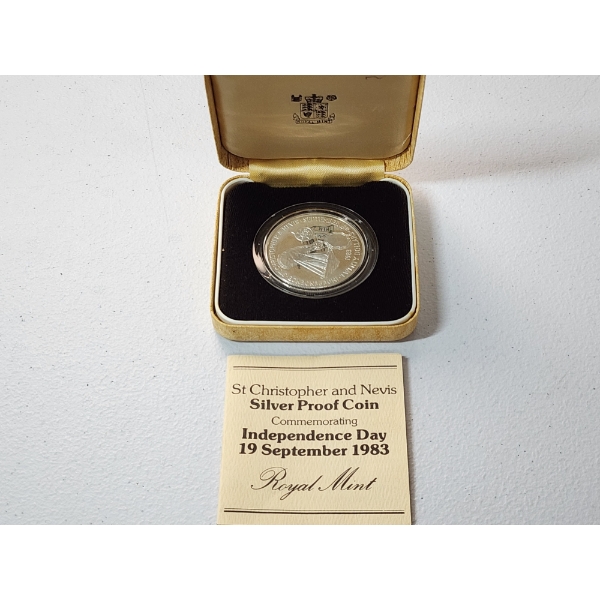 St Christopher and Nevis
Silver Proof Coin
Commemorating
Independence Day
19 September 1983
Royal Mint